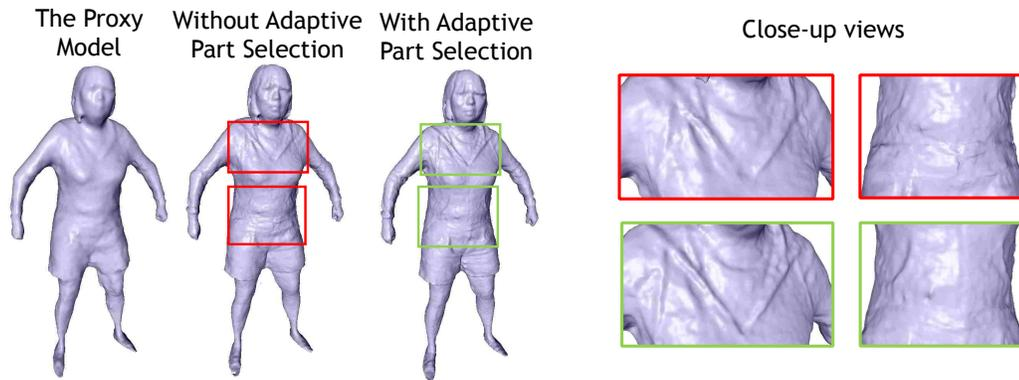 The Proxy
Model
Without Adaptive
Part Selection
With Adaptive
Part Selection
Close-up views